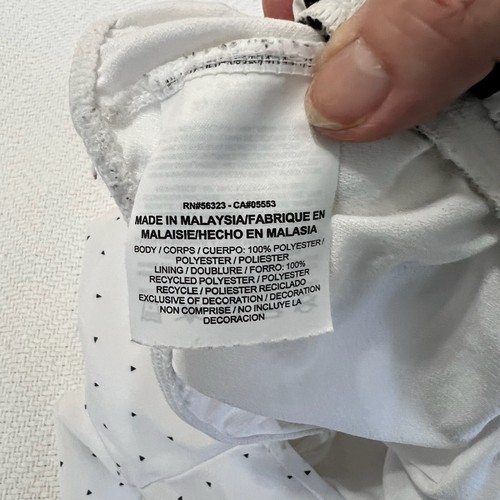 RN#56323 - CA#05553
MADE IN MALAYSIA/FABRIQUE EN
MALAISIE/HECHO EN MALASIA
BODY / CORPS / CUERPO: 100% POLYESTER /
POLYESTER / POLIESTER
LINING / DOUBLURE / FORRO: 100%
RECYCLED POLYESTER / POLYESTER
RECYCLE / POLIESTER RECICLADO
EXCLUSIVE OF DECORATION / DECORATION
NON COMPRISE / NO INCLUYE LA
DECORACION